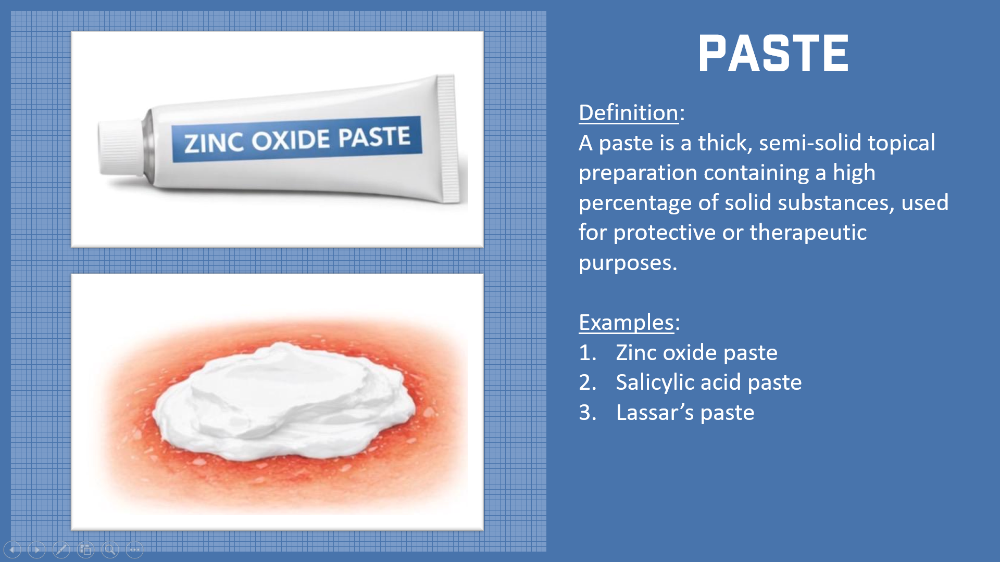 ZINC OXIDE PASTE
PASTE
Definition:
A paste is a thick, semi-solid topical
preparation containing a high
percentage of solid substances, used
for protective or therapeutic
purposes.
Examples:
1. Zinc oxide paste
2. Salicylic acid paste
3. Lassar’s paste